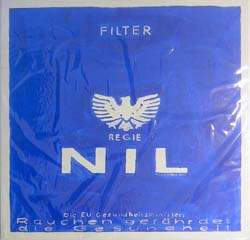 FILTER
REGIE
NIL
Die EU-Gesundheitsminister:
Rauchen gefährdet
die Gesundheit